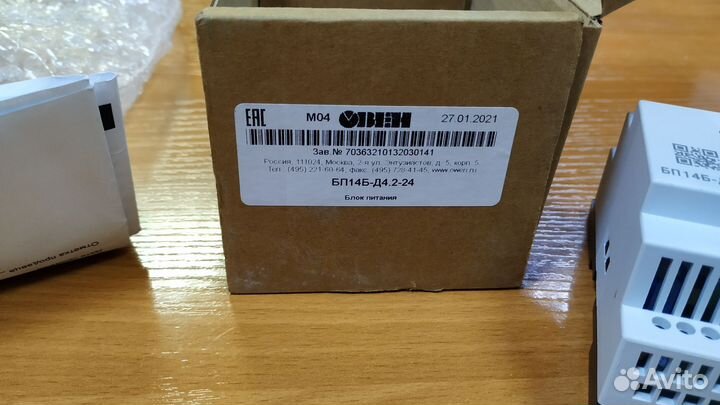 EAC M04 ОВЕН 27.01.2021
Зав.№ 70363210132030141
Россия, 111024, Москва, 2-я ул. Энтузиастов, д. 5, корп. 5
Тел.: (495) 221-60-64, факс: (495) 728-41-45, www.owen.ru
БП14Б-Д4.2-24
Блок питания
Отметка продавца
БП14Б-
Avito